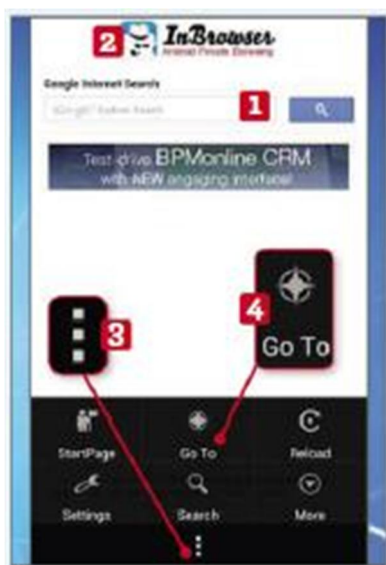 2
InBrowser
Android Private Browsing
Google Internet Search
1
Test-drive BPMonline CRM
with NEW engaging interface!
3
4
Go To
StartPage
Go To
Reload
Settings
Search
More